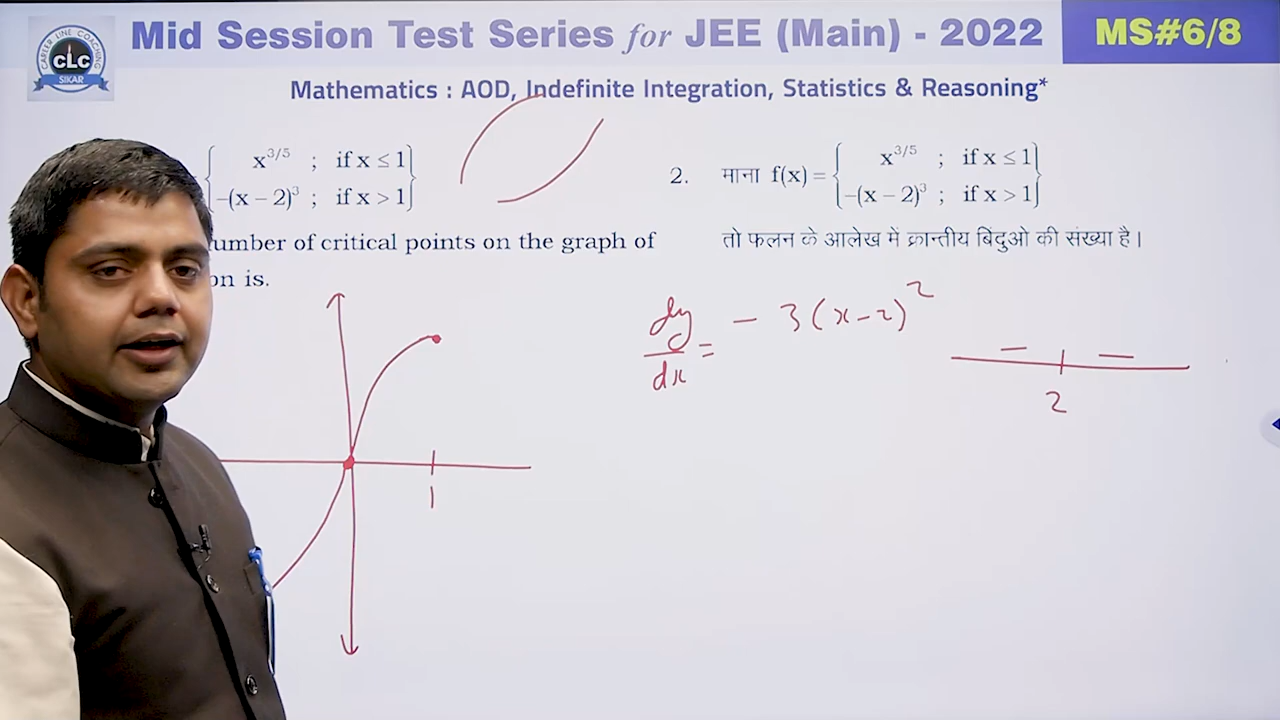 CAREER LINE COACHING
CLC
SIKAR
Mid Session Test Series for JEE (Main) - 2022
MS#6/8
Mathematics : AOD, Indefinite Integration, Statistics & Reasoning*
x^{3/5} ; if x ≤ 1
-(x – 2)³ ; if x > 1
umber of critical points on the graph of
on is.
2. माना f(x) = { x^{3/5} ; if x ≤ 1
-(x – 2)³ ; if x > 1 }
तो फलन के आलेख में क्रान्तीय बिंदुओ की संख्या है।
dy/dx = - 3(x-2)²
— —
2
1